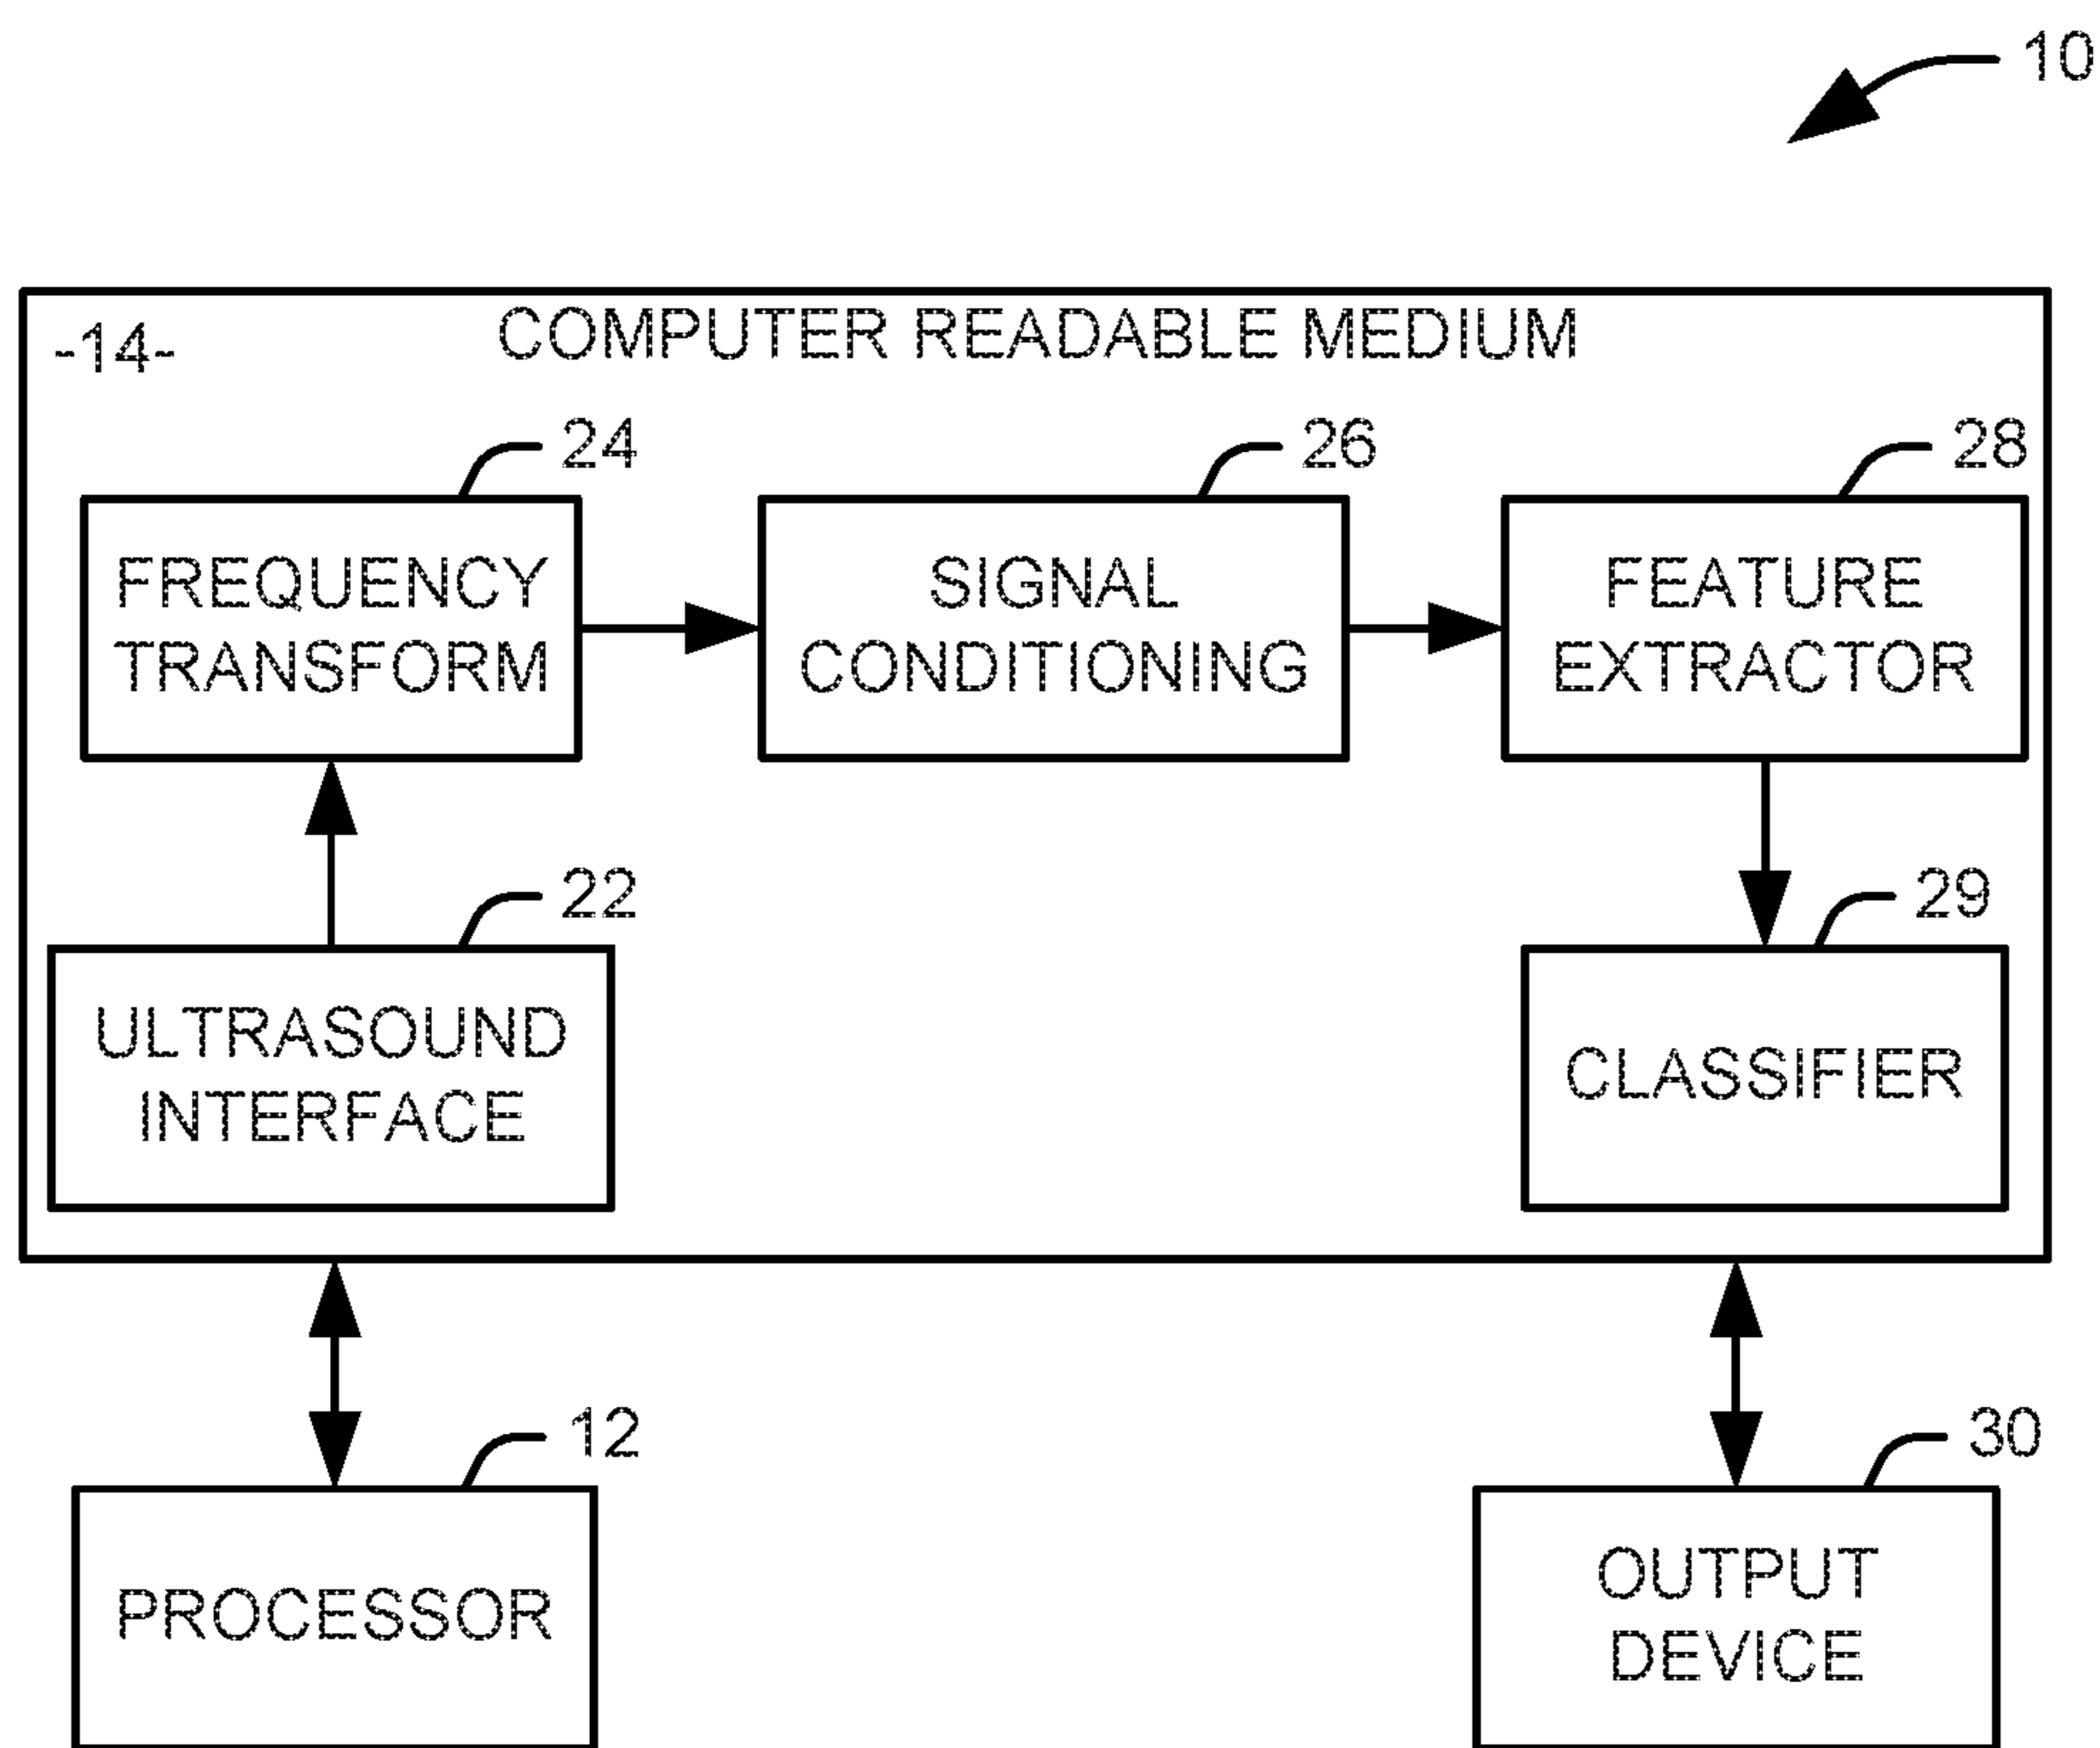 10
-14-
COMPUTER READABLE MEDIUM
24
26
28
FREQUENCY
TRANSFORM
SIGNAL
CONDITIONING
FEATURE
EXTRACTOR
22
29
ULTRASOUND
INTERFACE
CLASSIFIER
12
30
PROCESSOR
OUTPUT
DEVICE